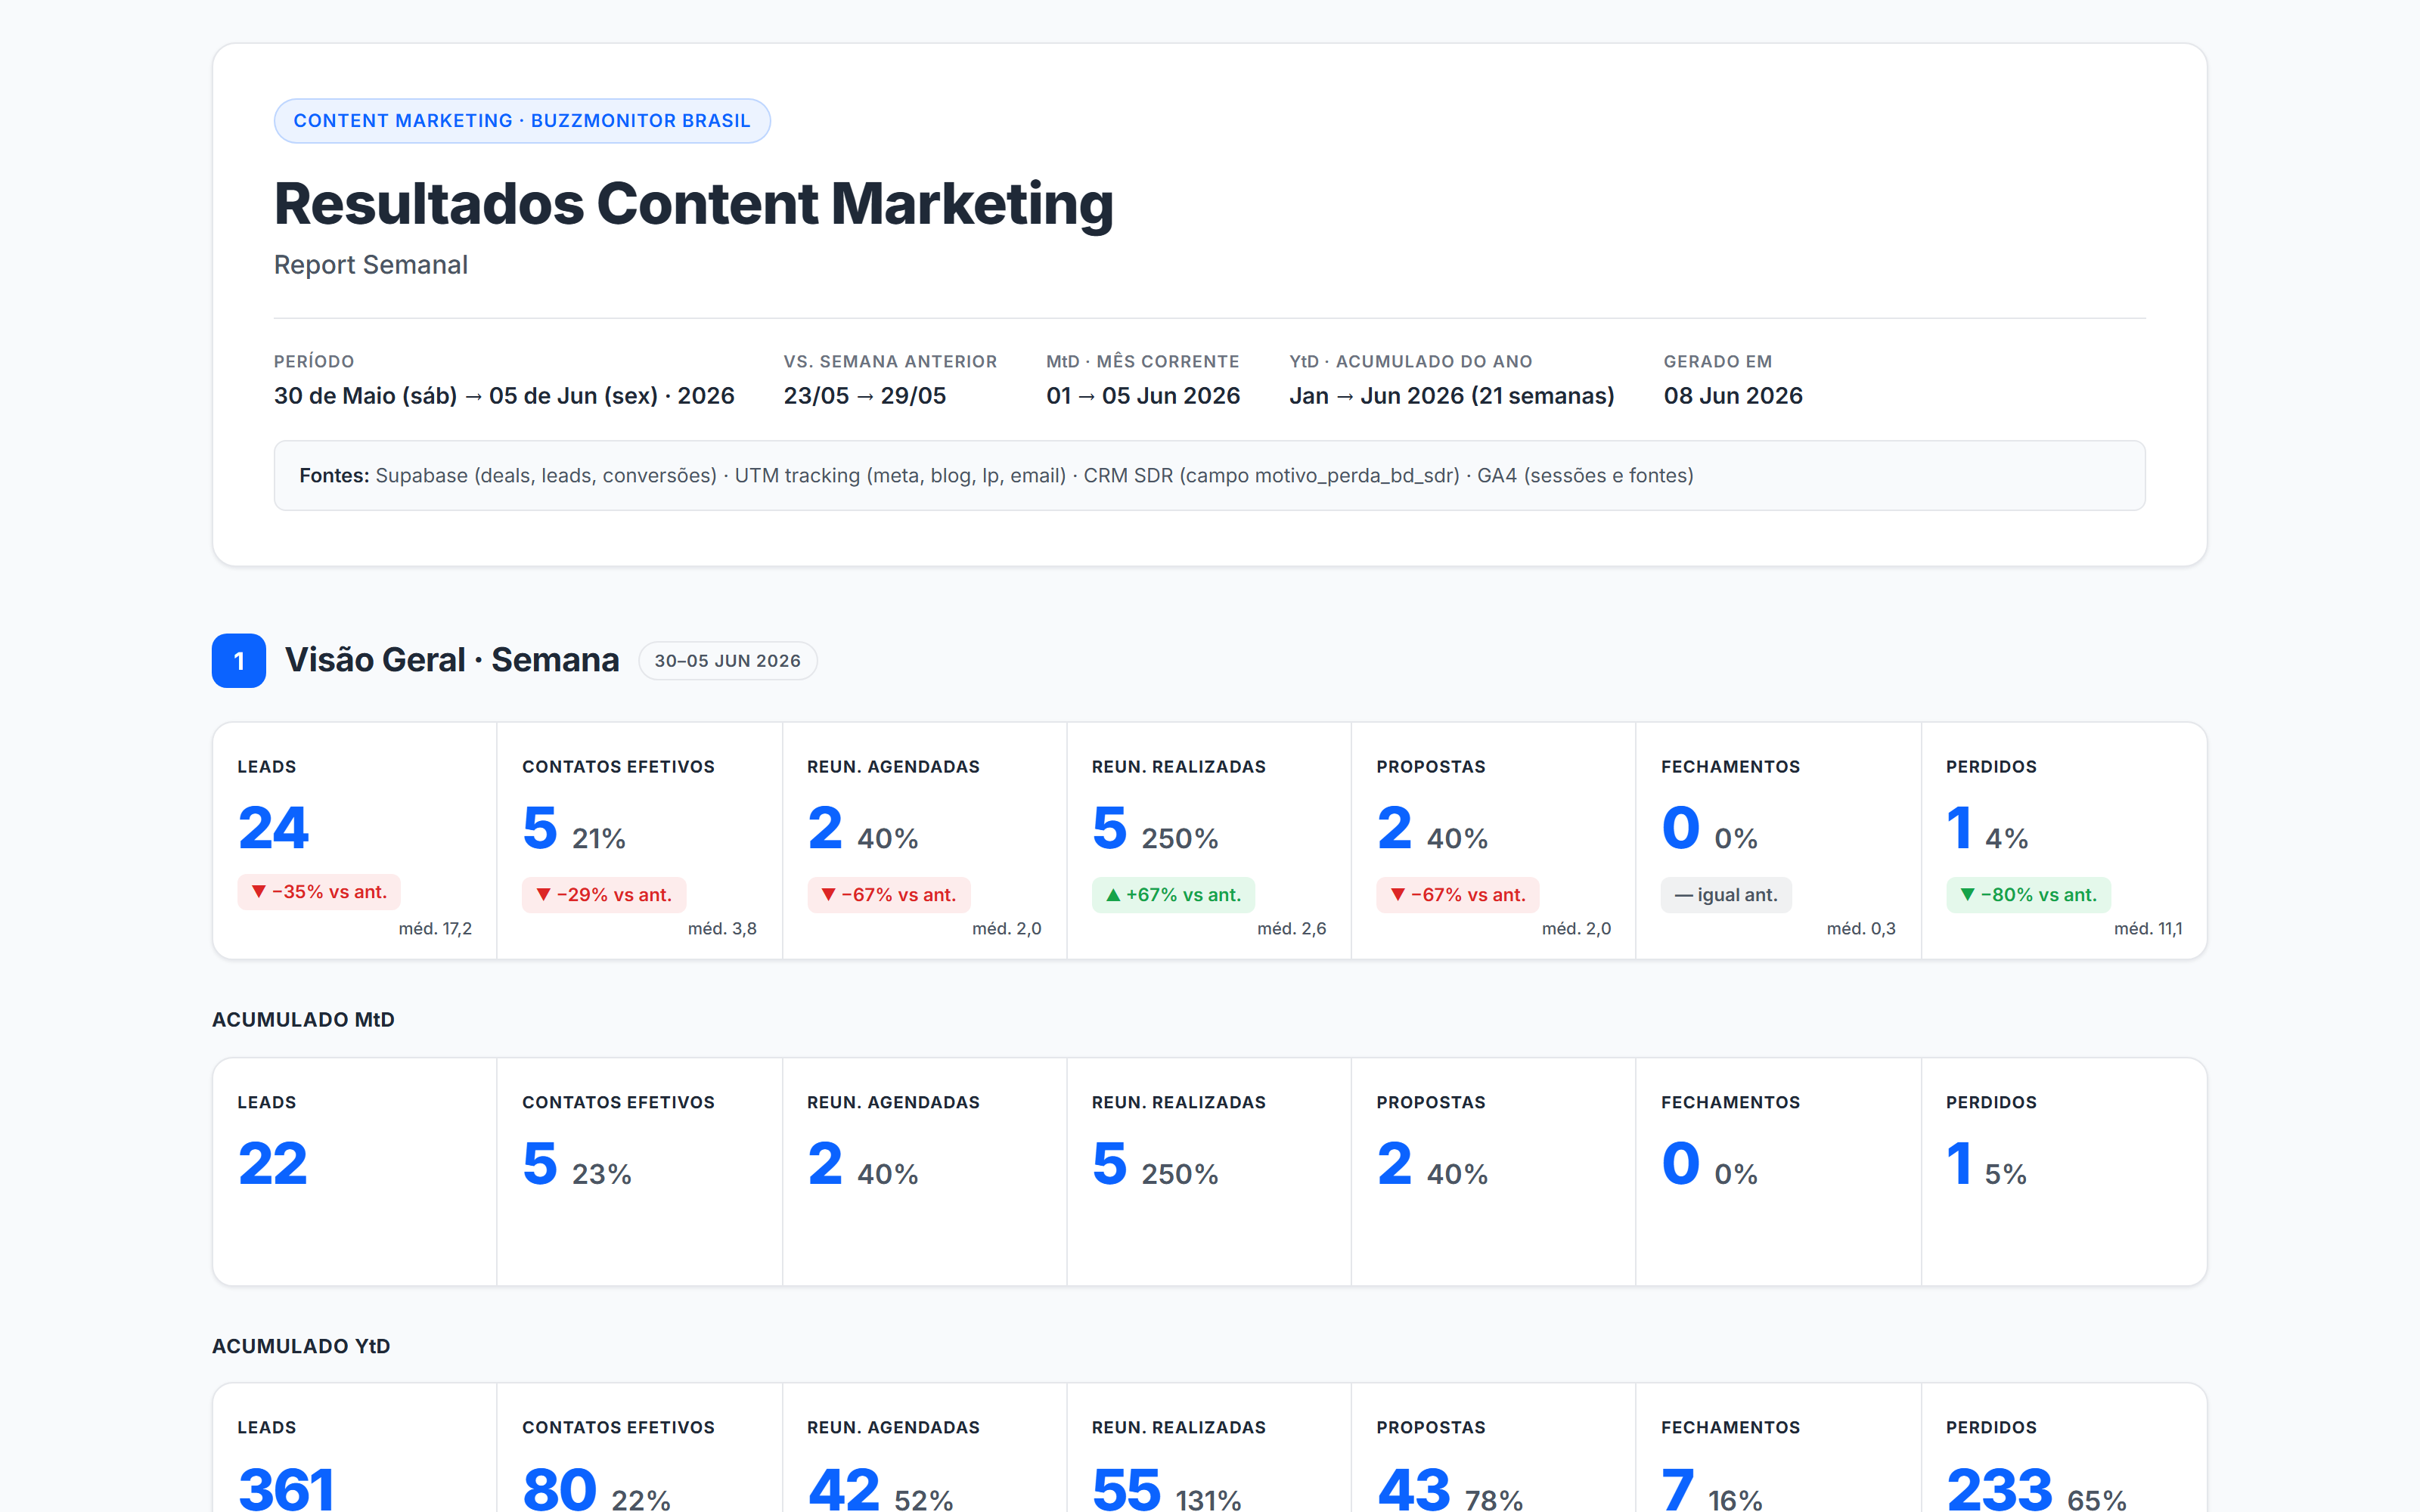 CONTENT MARKETING · BUZZMONITOR BRASIL
Resultados Content Marketing
Report Semanal
PERÍODO
30 de Maio (sáb) → 05 de Jun (sex) · 2026
VS. SEMANA ANTERIOR
23/05 → 29/05
MtD · MÊS CORRENTE
01 → 05 Jun 2026
YtD · ACUMULADO DO ANO
Jan → Jun 2026 (21 semanas)
GERADO EM
08 Jun 2026
Fontes: Supabase (deals, leads, conversões) · UTM tracking (meta, blog, lp, email) · CRM SDR (campo motivo_perda_bd_sdr) · GA4 (sessões e fontes)
1 Visão Geral · Semana 30–05 JUN 2026
LEADS
24
▼ −35% vs ant.
méd. 17,2
CONTATOS EFETIVOS
5 21%
▼ −29% vs ant.
méd. 3,8
REUN. AGENDADAS
2 40%
▼ −67% vs ant.
méd. 2,0
REUN. REALIZADAS
5 250%
▲ +67% vs ant.
méd. 2,6
PROPOSTAS
2 40%
▼ −67% vs ant.
méd. 2,0
FECHAMENTOS
0 0%
— igual ant.
méd. 0,3
PERDIDOS
1 4%
▼ −80% vs ant.
méd. 11,1
ACUMULADO MtD
LEADS
22
CONTATOS EFETIVOS
5 23%
REUN. AGENDADAS
2 40%
REUN. REALIZADAS
5 250%
PROPOSTAS
2 40%
FECHAMENTOS
0 0%
PERDIDOS
1 5%
ACUMULADO YtD
LEADS
361
CONTATOS EFETIVOS
80 22%
REUN. AGENDADAS
42 52%
REUN. REALIZADAS
55 131%
PROPOSTAS
43 78%
FECHAMENTOS
7 16%
PERDIDOS
233 65%